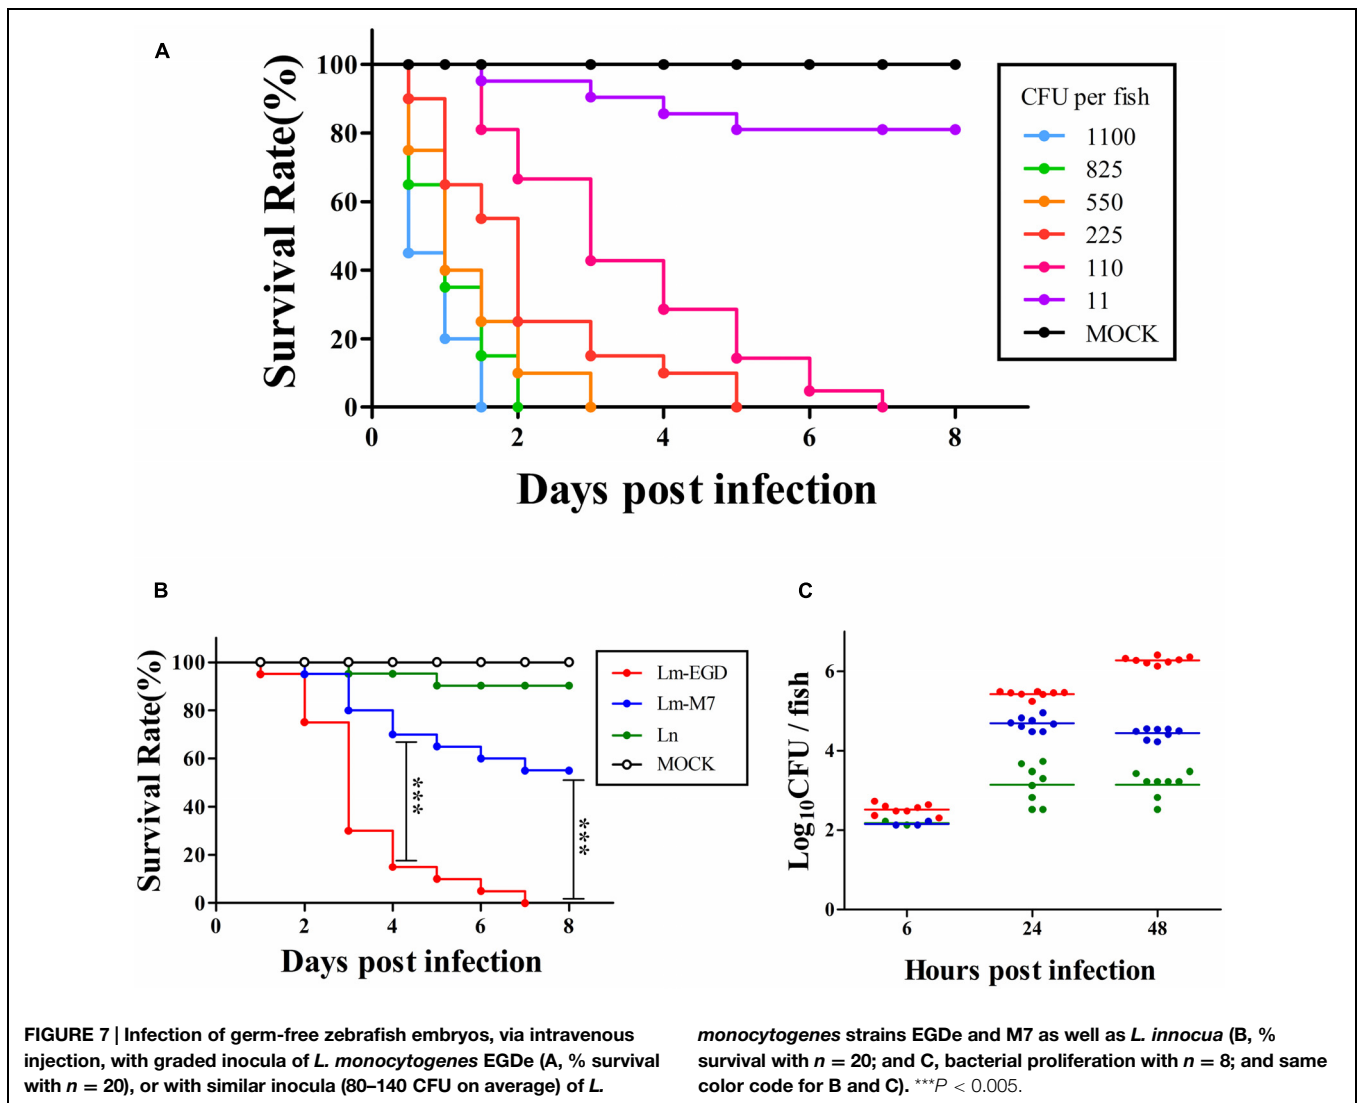 A
Survival Rate(%)
100
80
60
40
20
0
0 2 4 6 8
Days post infection
CFU per fish
1100
825
550
225
110
11
MOCK
B
Survival Rate(%)
100
80
60
40
20
0
0 2 4 6 8
Days post infection
***
***
Lm-EGD
Lm-M7
Ln
MOCK
C
Log10CFU / fish
6
4
2
0
6 24 48
Hours post infection
FIGURE 7 | Infection of germ-free zebrafish embryos, via intravenous
injection, with graded inocula of L. monocytogenes EGDe (A, % survival
with n = 20), or with similar inocula (80–140 CFU on average) of L.
monocytogenes strains EGDe and M7 as well as L. innocua (B, %
survival with n = 20; and C, bacterial proliferation with n = 8; and same
color code for B and C). ***P < 0.005.